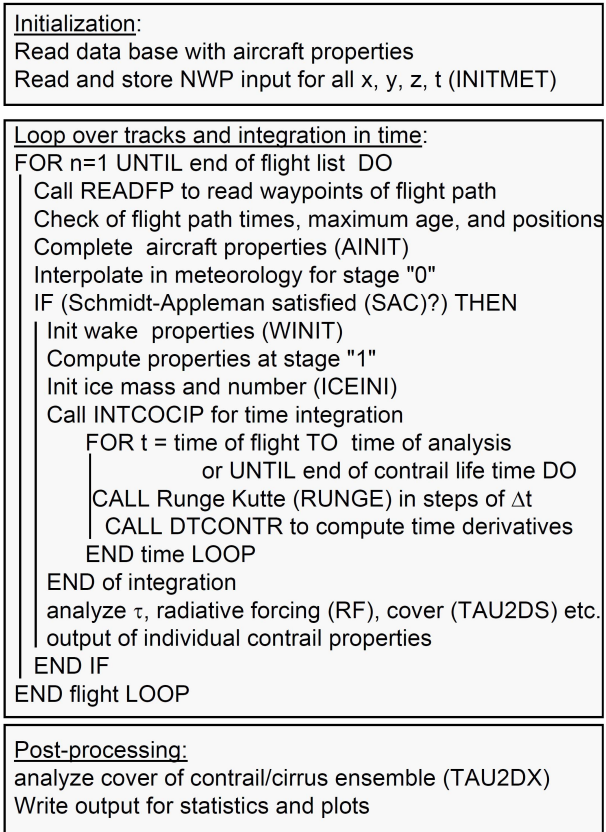 Initialization:
Read data base with aircraft properties
Read and store NWP input for all x, y, z, t (INITMET)
Loop over tracks and integration in time:
FOR n=1 UNTIL end of flight list DO
Call READFP to read waypoints of flight path
Check of flight path times, maximum age, and positions
Complete aircraft properties (AINIT)
Interpolate in meteorology for stage "0"
IF (Schmidt-Appleman satisfied (SAC)?) THEN
Init wake properties (WINIT)
Compute properties at stage "1"
Init ice mass and number (ICEINI)
Call INTCOCIP for time integration
FOR t = time of flight TO time of analysis
or UNTIL end of contrail life time DO
CALL Runge Kutte (RUNGE) in steps of Δt
CALL DTCONTR to compute time derivatives
END time LOOP
END of integration
analyze τ, radiative forcing (RF), cover (TAU2DS) etc.
output of individual contrail properties
END IF
END flight LOOP
Post-processing:
analyze cover of contrail/cirrus ensemble (TAU2DX)
Write output for statistics and plots